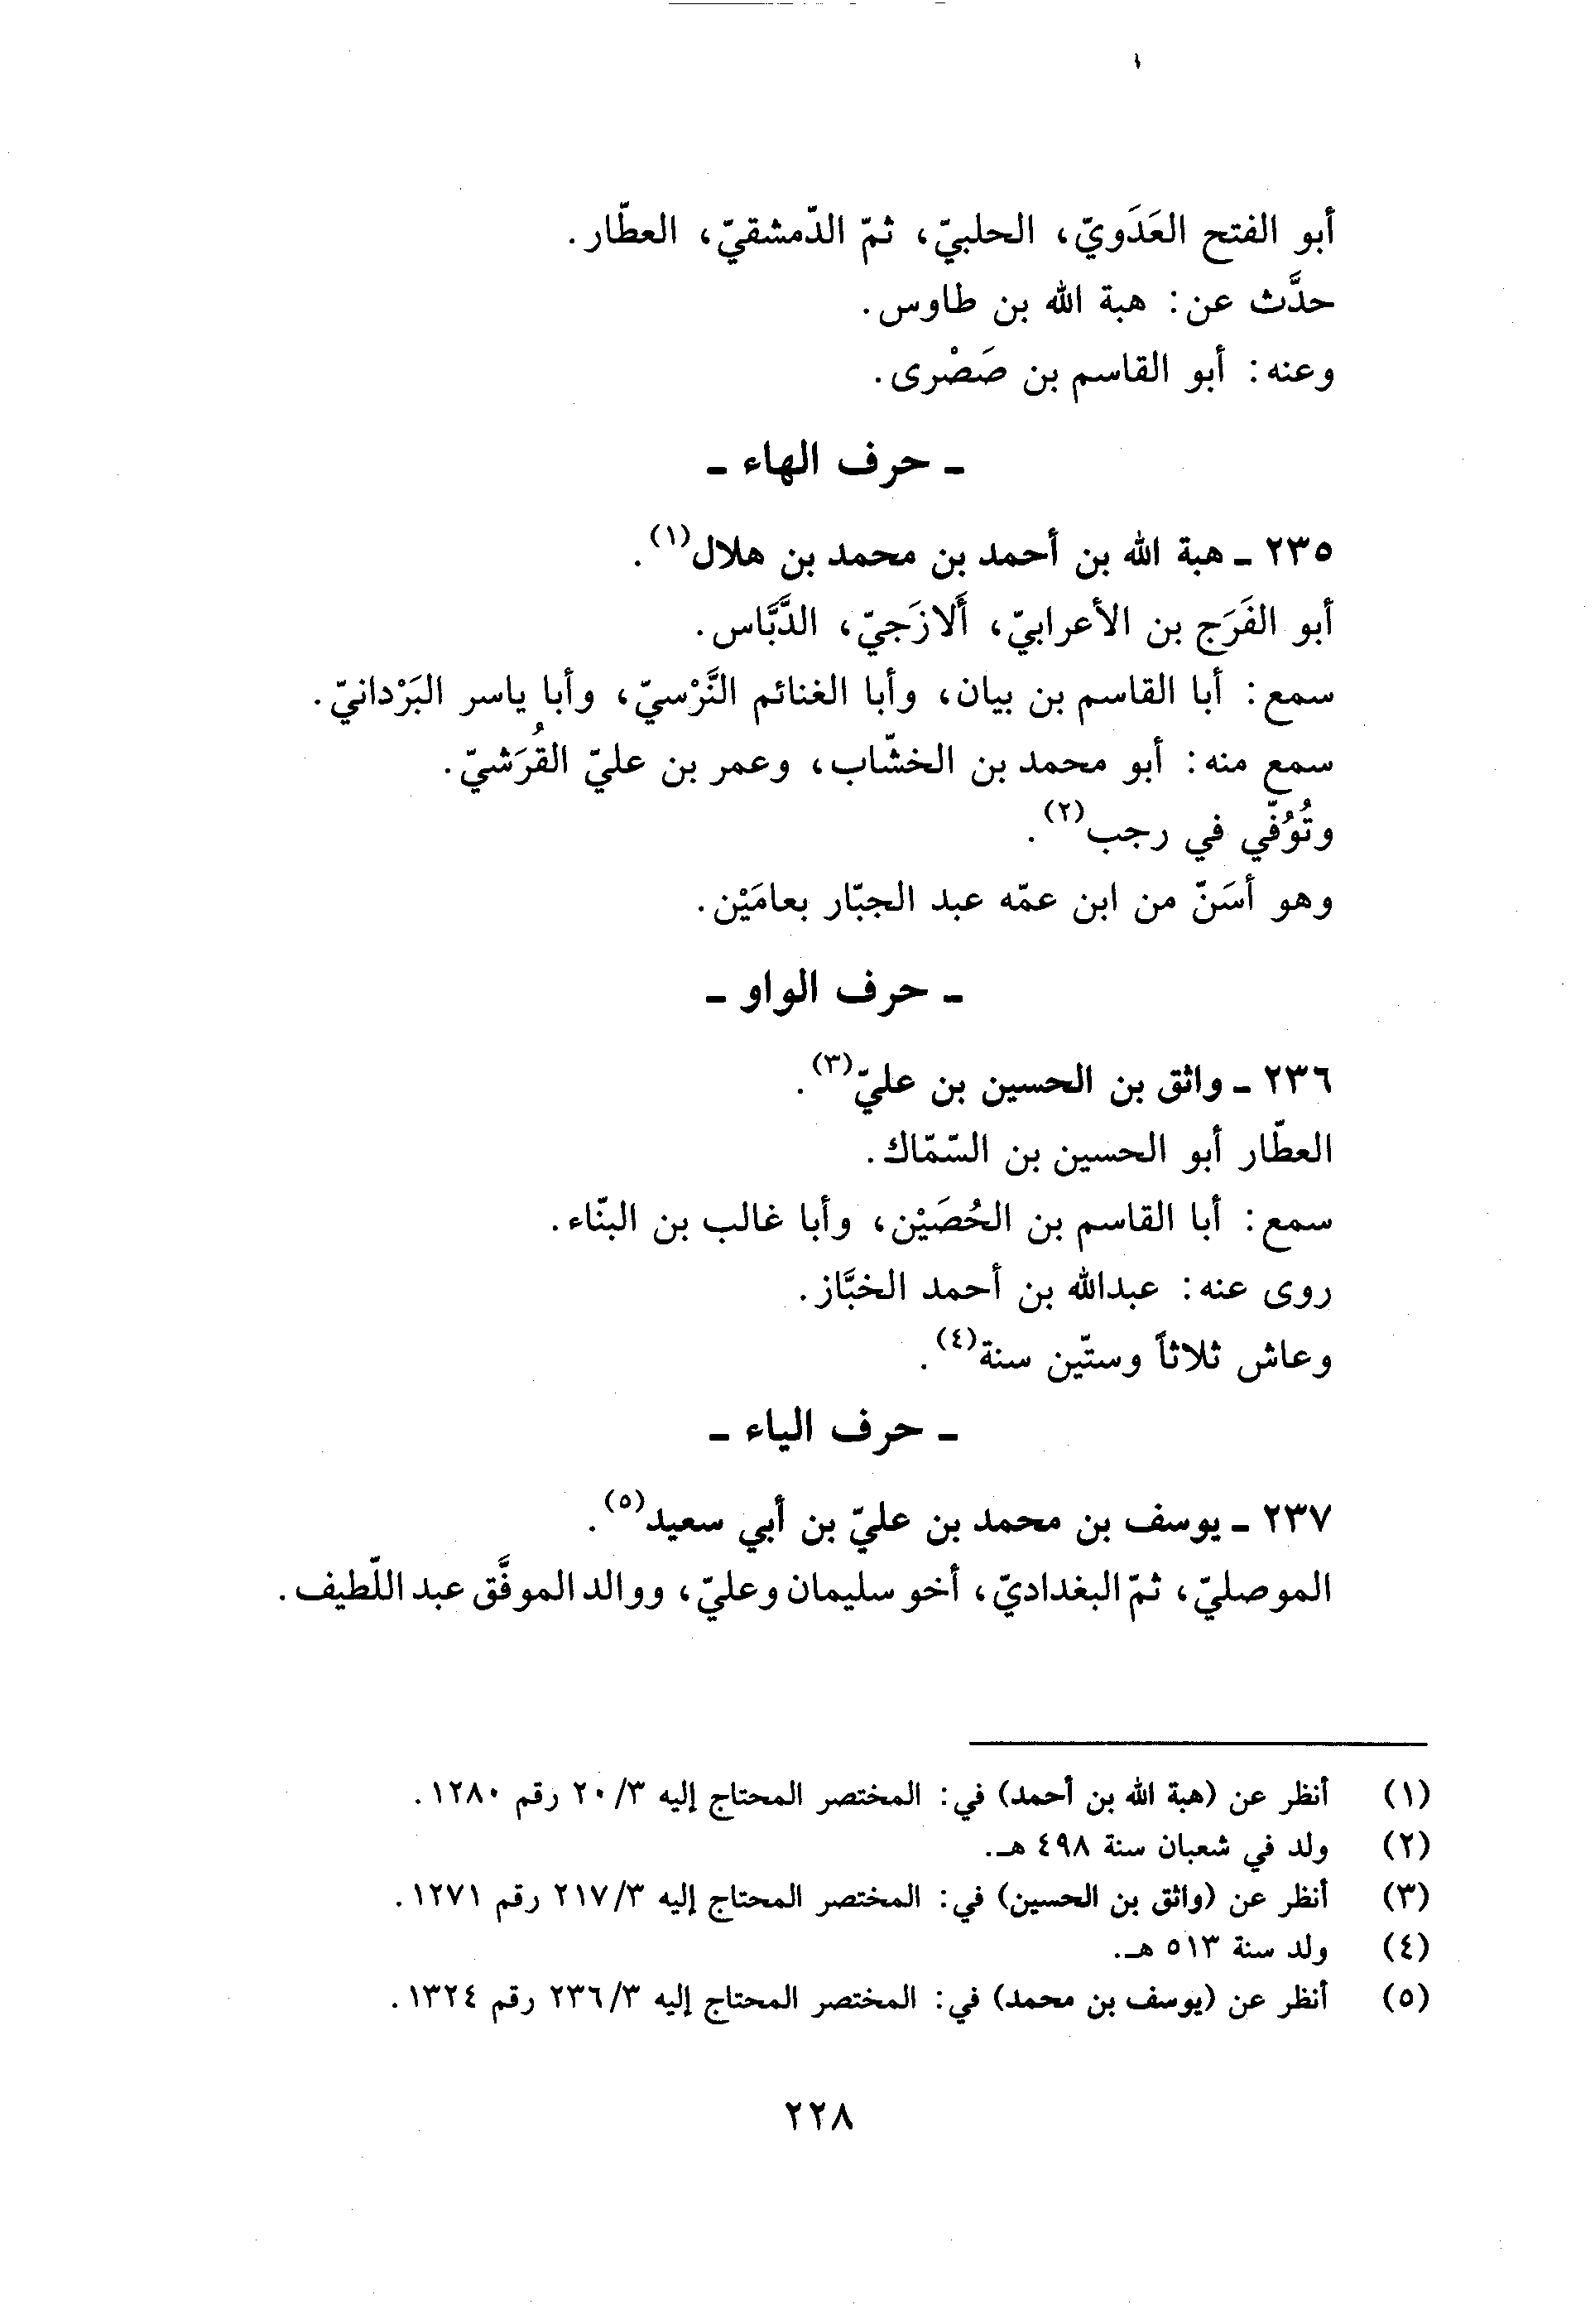 أبو الفتح العَدَويّ، الحلبيّ، ثمّ الدّمشقيّ، العطّار.
حدَّث عن: هبة الله بن طاوس.
وعنه: أبو القاسم بن صَصْرى.
ـ حرف الهاء ـ
٢٣٥ ـ هبة الله بن أحمد بن محمد بن هلال(١).
أبو الفَرَج بن الأعرابيّ، ألازَجيّ، الدَّبَّاس.
سمع: أبا القاسم بن بيان، وأبا الغنائم النَّرْسيّ، وأبا ياسر البَرْدانيّ.
سمع منه: أبو محمد بن الخشّاب، وعمر بن عليّ القُرَشيّ.
وتُوُفّي في رجب(٢).
وهو أسَنّ من ابن عمّه عبد الجبّار بعامَيْن.
ـ حرف الواو ـ
٢٣٦ ـ واثق بن الحسين بن عليّ(٣).
العطّار أبو الحسين بن السّمّاك.
سمع: أبا القاسم بن الحُصَيْن، وأبا غالب بن البنّاء.
روى عنه: عبدالله بن أحمد الخبَّاز.
وعاش ثلاثاً وستّين سنة(٤).
ـ حرف الياء ـ
٢٣٧ ـ يوسف بن محمد بن عليّ بن أبي سعيد(٥).
الموصليّ، ثمّ البغداديّ، أخو سليمان وعليّ، ووالد الموفَّق عبد اللّطيف.
(١) أنظر عن (هبة الله بن أحمد) في: المختصر المحتاج إليه ٢٠/٣ رقم ١٢٨٠.
(٢) ولد في شعبان سنة ٤٩٨ هـ.
(٣) أنظر عن (واثق بن الحسين) في: المختصر المحتاج إليه ٢١٧/٣ رقم ١٢٧١.
(٤) ولد سنة ٥١٣ هـ.
(٥) أنظر عن (يوسف بن محمد) في: المختصر المحتاج إليه ٢٣٦/٣ رقم ١٣٢٤.
٢٢٨